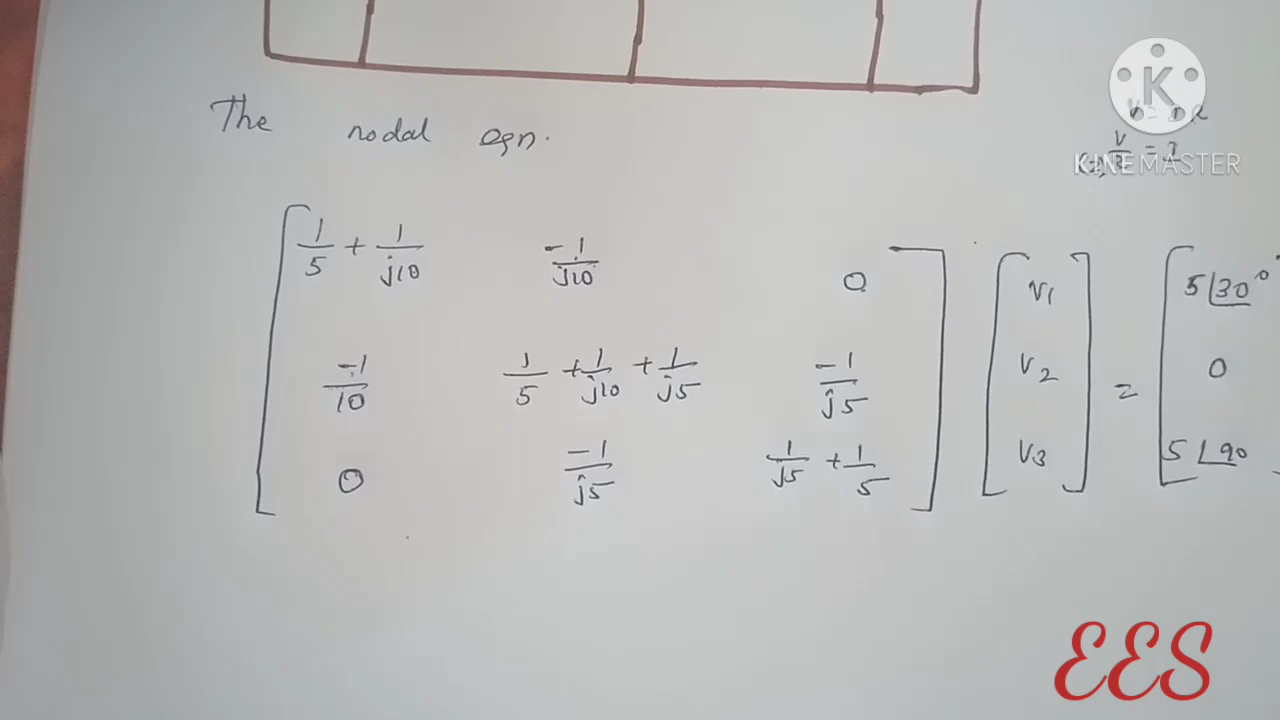 The nodal eqn.
V = IR
V/R = I
KINEMASTER
1/5 + 1/j10 -1/j10 0
-1/10 1/5 + 1/j10 + 1/j5 -1/j5
0 -1/j5 1/j5 + 1/5
V1
V2
V3
=
5∠30°
0
5∠90
EES